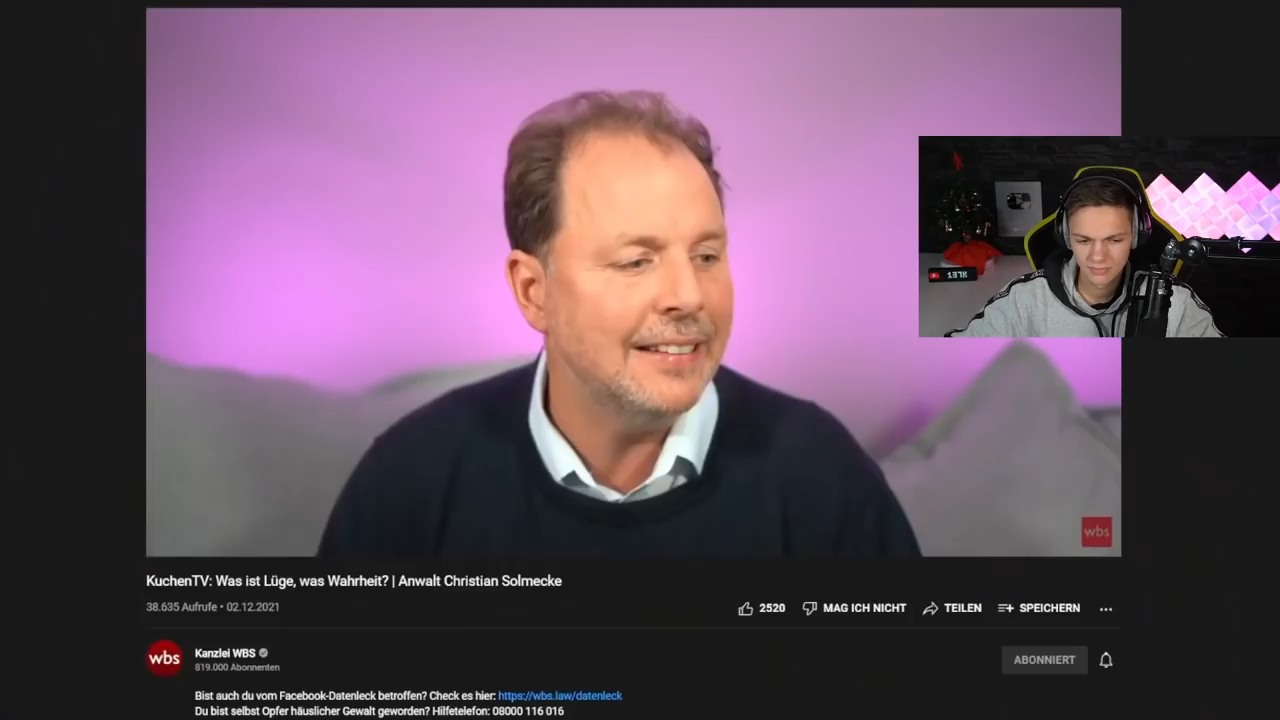 1.317K
wbs
KuchenTV: Was ist Lüge, was Wahrheit? | Anwalt Christian Solmecke
38.635 Aufrufe • 02.12.2021
2520
MAG ICH NICHT
TEILEN
SPEICHERN
wbs
Kanzlei WBS
819.000 Abonnenten
ABONNIERT
Bist auch du vom Facebook-Datenleck betroffen? Check es hier: https://wbs.law/datenleck
Du bist selbst Opfer häuslicher Gewalt geworden? Hilfetelefon: 08000 116 016